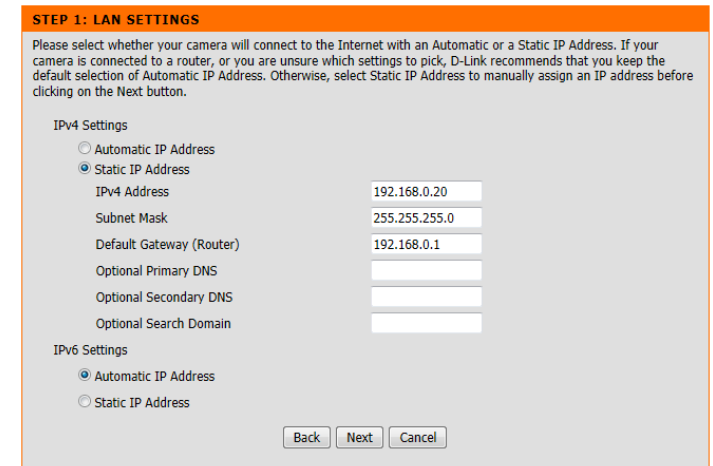 STEP 1: LAN SETTINGS
Please select whether your camera will connect to the Internet with an Automatic or a Static IP Address. If your
camera is connected to a router, or you are unsure which settings to pick, D-Link recommends that you keep the
default selection of Automatic IP Address. Otherwise, select Static IP Address to manually assign an IP address before
clicking on the Next button.
IPv4 Settings
Automatic IP Address
Static IP Address
IPv4 Address 192.168.0.20
Subnet Mask 255.255.255.0
Default Gateway (Router) 192.168.0.1
Optional Primary DNS
Optional Secondary DNS
Optional Search Domain
IPv6 Settings
Automatic IP Address
Static IP Address
Back Next Cancel